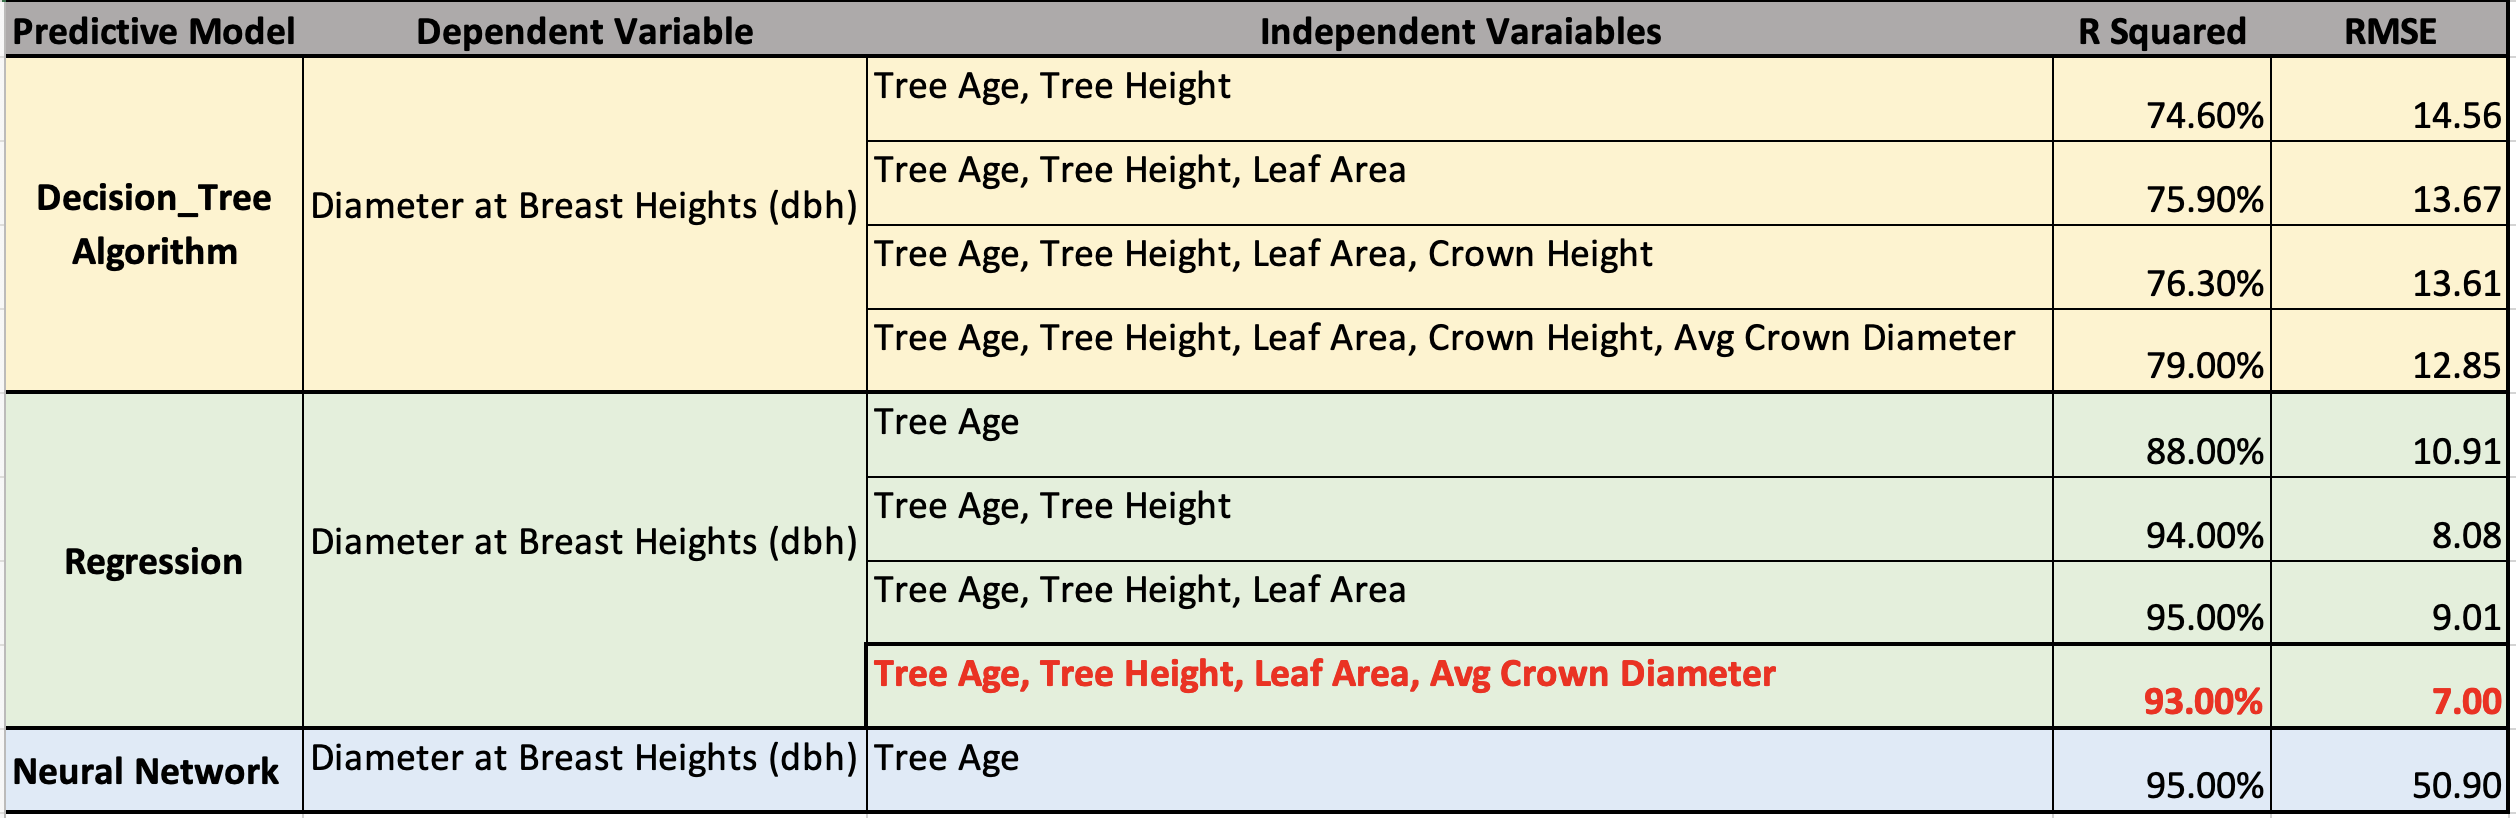 Predictive Model Dependent Variable Independent Varaiables R Squared RMSE
Decision_Tree
Algorithm
Diameter at Breast Heights (dbh)
Tree Age, Tree Height 74.60% 14.56
Tree Age, Tree Height, Leaf Area 75.90% 13.67
Tree Age, Tree Height, Leaf Area, Crown Height 76.30% 13.61
Tree Age, Tree Height, Leaf Area, Crown Height, Avg Crown Diameter 79.00% 12.85
Regression
Diameter at Breast Heights (dbh)
Tree Age 88.00% 10.91
Tree Age, Tree Height 94.00% 8.08
Tree Age, Tree Height, Leaf Area 95.00% 9.01
Tree Age, Tree Height, Leaf Area, Avg Crown Diameter 93.00% 7.00
Neural Network Diameter at Breast Heights (dbh) Tree Age 95.00% 50.90